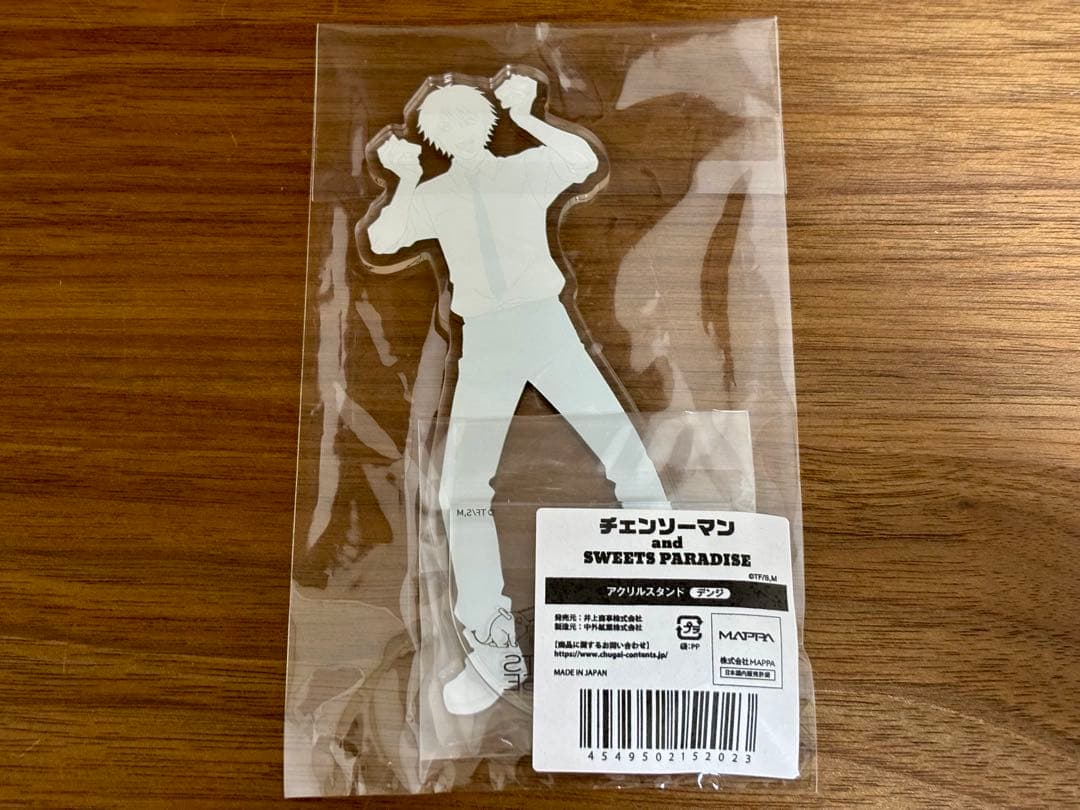 ©TF/S,M
チェンソーマン
and
SWEETS PARADISE
©TF/S,M
アクリルスタンド デンジ
発売元：井上商事株式会社
製造元：中外鉱業株式会社
【商品に関するお問い合わせ】
https://www.chugai-contents.jp/
MADE IN JAPAN
プラ
袋：PP
MAPPA
株式会社MAPPA
日本国内販売許諾
4549502152023